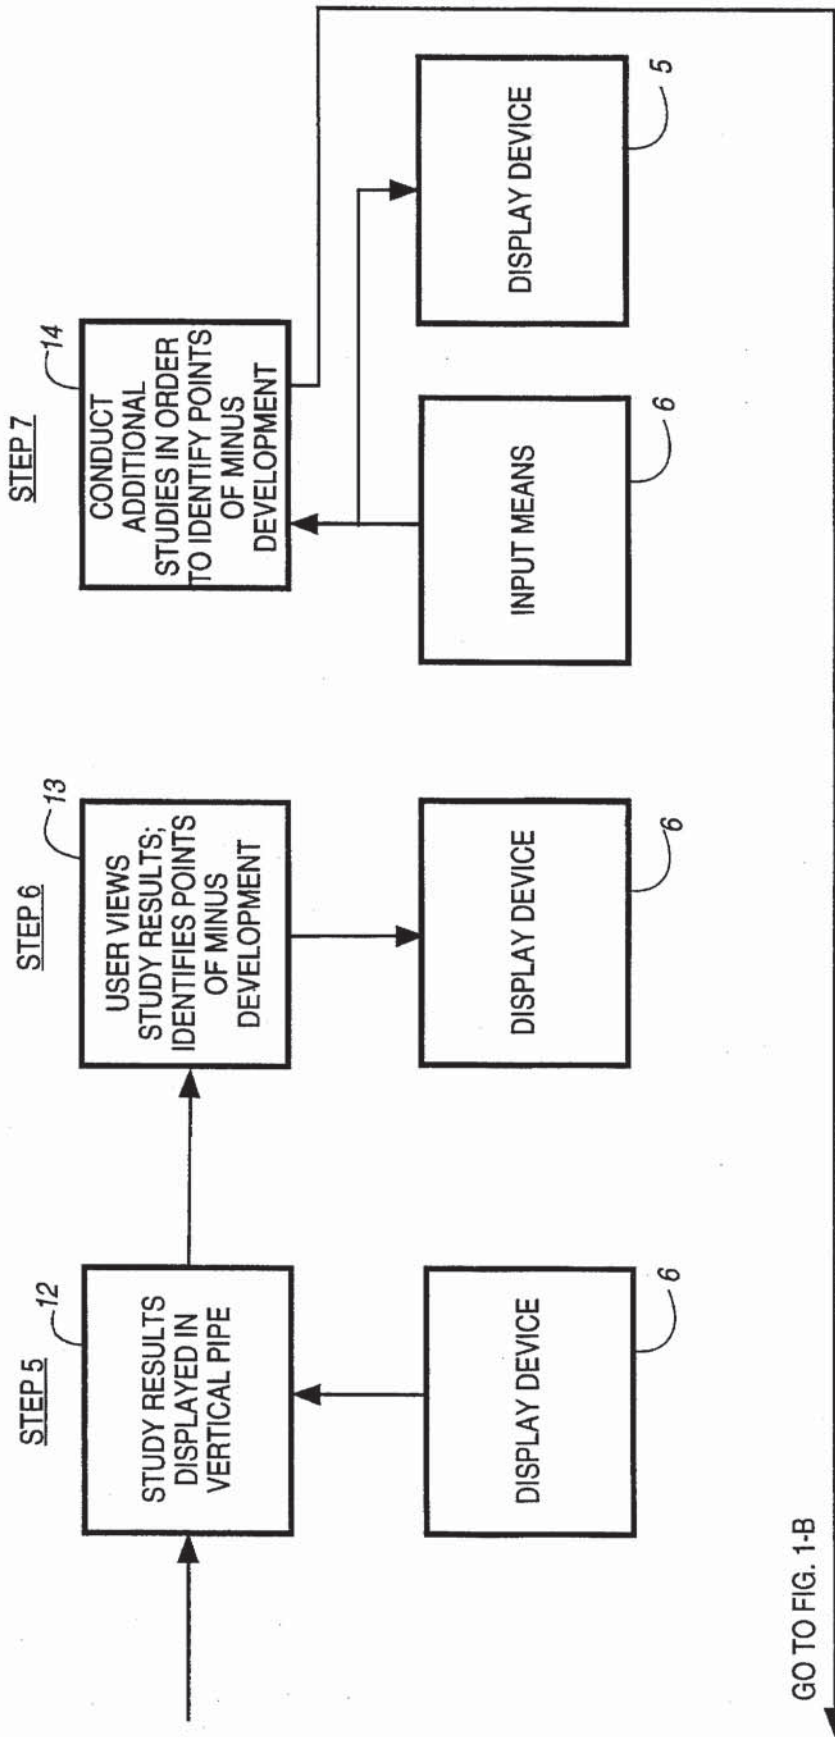 STEP 5
12
STUDY RESULTS
DISPLAYED IN
VERTICAL PIPE
DISPLAY DEVICE
6
STEP 6
13
USER VIEWS
STUDY RESULTS;
IDENTIFIES POINTS
OF MINUS
DEVELOPMENT
DISPLAY DEVICE
6
STEP 7
14
CONDUCT
ADDITIONAL
STUDIES IN ORDER
TO IDENTIFY POINTS
OF MINUS
DEVELOPMENT
INPUT MEANS
6
DISPLAY DEVICE
5
GO TO FIG. 1-B